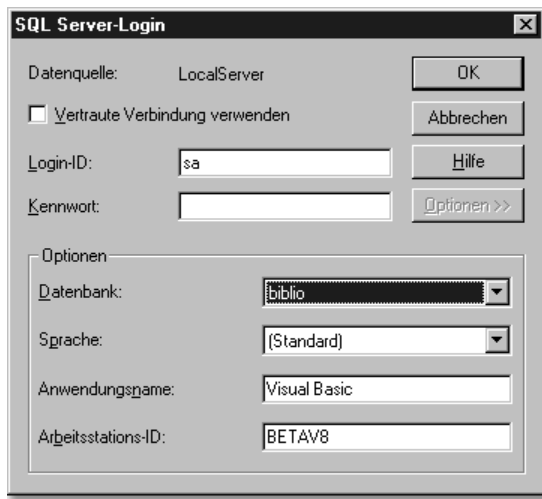 SQL Server-Login
Datenquelle: LocalServer OK
Vertraute Verbindung verwenden Abbrechen
Login-ID: sa Hilfe
Kennwort: Optionen >>
Optionen
Datenbank: biblio
Sprache: (Standard)
Anwendungsname: Visual Basic
Arbeitsstations-ID: BETAV8